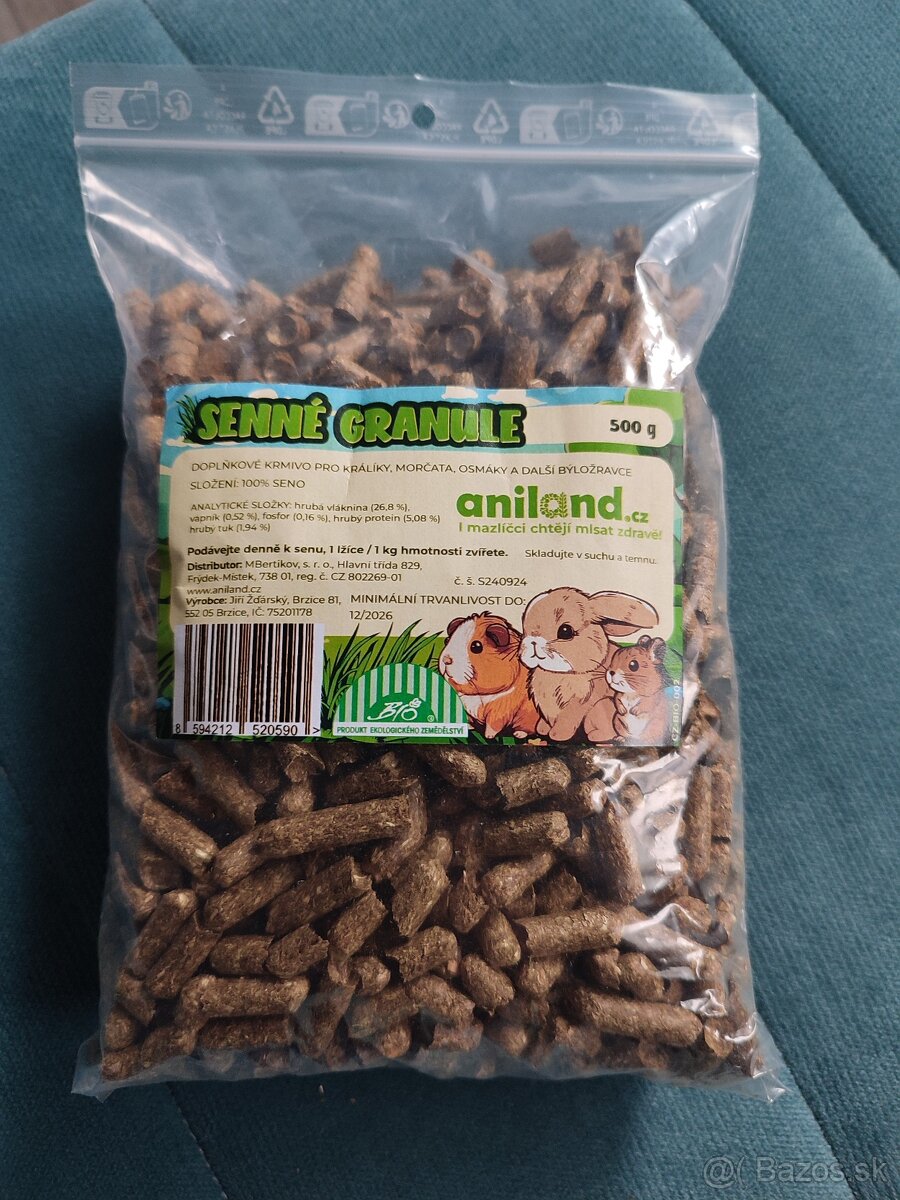 SENNÉ GRANULE
500 g
DOPLŇKOVÉ KRMIVO PRO KRÁLÍKY, MORČATA, OSMÁKY A DALŠÍ BÝLOŽRAVCE
SLOŽENÍ: 100% SENO
ANALYTICKÉ SLOŽKY: hrubá vláknina (26,8 %),
vápník (0,52 %), fosfor (0,16 %), hrubý protein (5,08 %)
hrubý tuk (1,94 %)
aniland.cz
I mazlíčci chtějí mlsat zdravě!
Podávejte denně k senu, 1 lžíce / 1 kg hmotnosti zvířete.
Skladujte v suchu a temnu.
Distributor: MBertíkov, s. r. o., Hlavní třída 829,
Frýdek-Místek, 738 01, reg. č. CZ 802269-01
www.aniland.cz
č. š. S240924
Výrobce: Jiří Žďárský, Brzice 81,
552 05 Brzice, IČ: 75201178
MINIMÁLNÍ TRVANLIVOST DO:
12/2026
8 594212 520590 >
BIO
PRODUKT EKOLOGICKÉHO ZEMĚDĚLSTVÍ
@( Bazos.sk